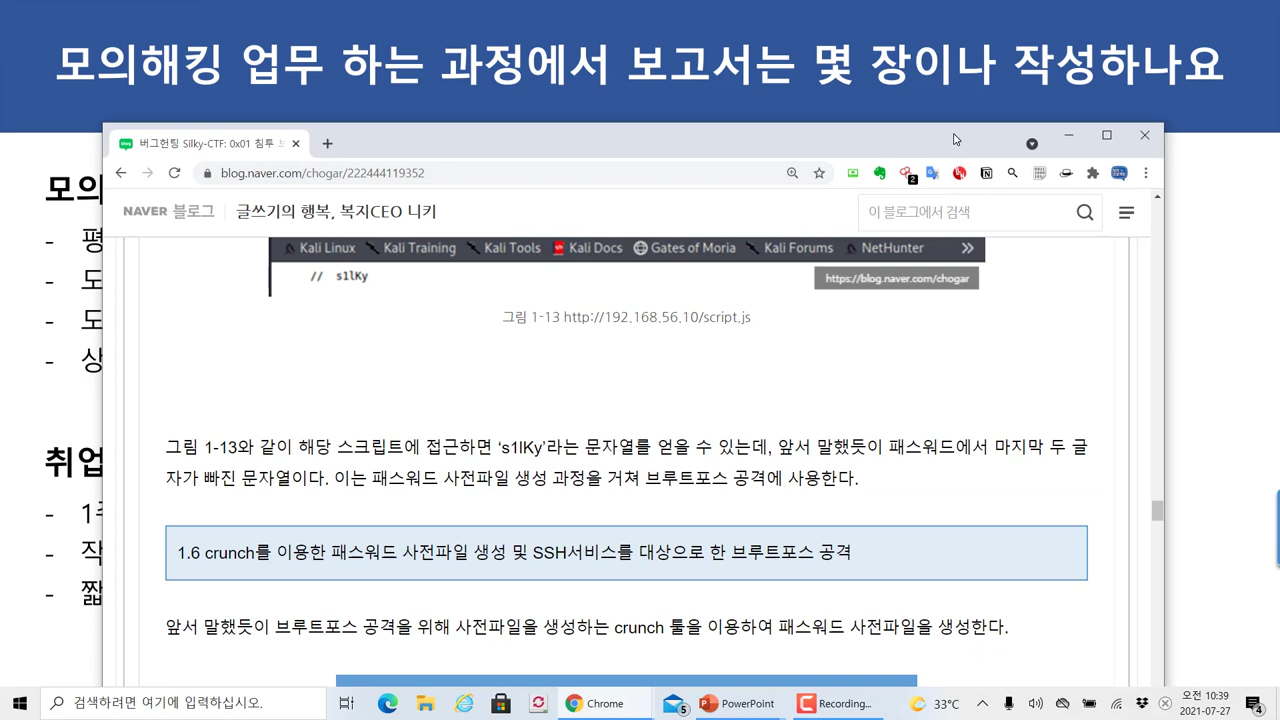 모의해킹 업무 하는 과정에서 보고서는 몇 장이나 작성하나요
모의
- 평
- 도
- 도
- 상
취업
- 1주
- 작
- 짧
버그헌팅 Silky-CTF: 0x01 침투
blog.naver.com/chogar/222444119352
2
NAVER 블로그 글쓰기의 행복, 복지CEO 니키
이 블로그에서 검색
Kali Linux Kali Training Kali Tools Kali Docs Gates of Moria Kali Forums NetHunter
// s1lKy
https://blog.naver.com/chogar
그림 1-13 http://192.168.56.10/script.js
그림 1-13와 같이 해당 스크립트에 접근하면 ‘s1lKy’라는 문자열를 얻을 수 있는데, 앞서 말했듯이 패스워드에서 마지막 두 글
자가 빠진 문자열이다. 이는 패스워드 사전파일 생성 과정을 거쳐 브루트포스 공격에 사용한다.
1.6 crunch를 이용한 패스워드 사전파일 생성 및 SSH서비스를 대상으로 한 브루트포스 공격
앞서 말했듯이 브루트포스 공격을 위해 사전파일을 생성하는 crunch 툴을 이용하여 패스워드 사전파일을 생성한다.
검색하려면 여기에 입력하십시오.
Chrome
5
PowerPoint
Recording...
33°C
오전 10:39
2021-07-27
4